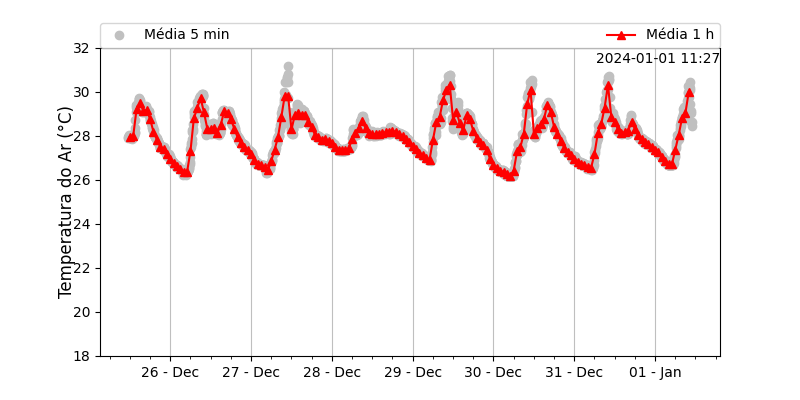 Média 5 min
Média 1 h
2024-01-01 11:27
Temperatura do Ar (°C)
32
30
28
26
24
22
20
18
26 - Dec
27 - Dec
28 - Dec
29 - Dec
30 - Dec
31 - Dec
01 - Jan